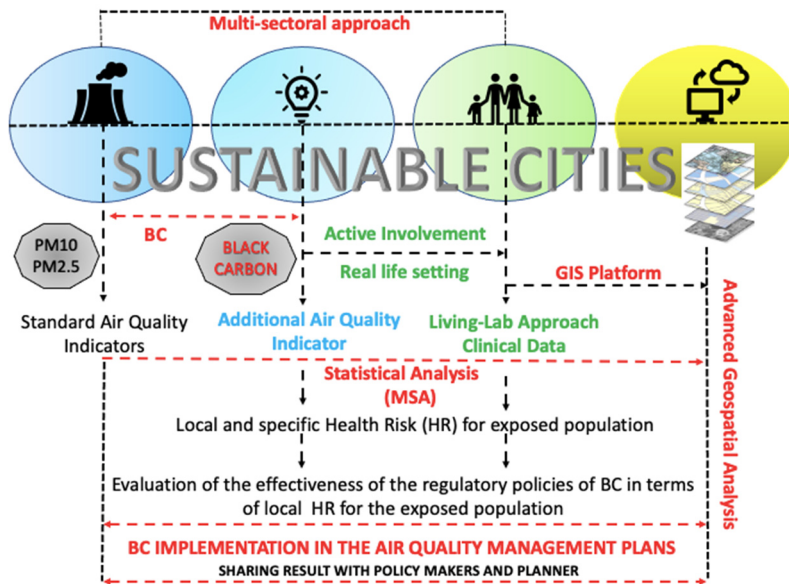 Multi-sectoral approach
SUSTAINABLE CITIES
PM10
PM2.5
BC
BLACK
CARBON
Active Involvement
Real life setting
GIS Platform
Standard Air Quality
Indicators
Additional Air Quality
Indicator
Living-Lab Approach
Clinical Data
Advanced Geospatial Analysis
Statistical Analysis
(MSA)
Local and specific Health Risk (HR) for exposed population
Evaluation of the effectiveness of the regulatory policies of BC in terms
of local HR for the exposed population
BC IMPLEMENTATION IN THE AIR QUALITY MANAGEMENT PLANS
SHARING RESULT WITH POLICY MAKERS AND PLANNER